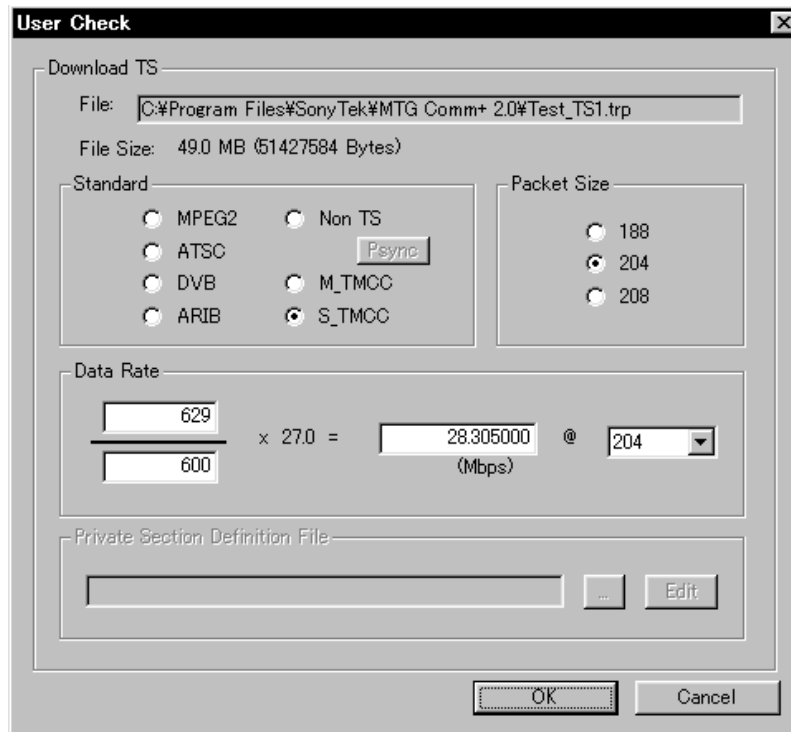 User Check
Download TS
File: C:¥Program Files¥SonyTek¥MTG Comm+ 2.0¥Test_TS1.trp
File Size: 49.0 MB (51427584 Bytes)
Standard
MPEG2 Non TS
ATSC Psync
DVB M_TMCC
ARIB S_TMCC
Packet Size
188
204
208
Data Rate
629
600
x 27.0 = 28.305000 @ 204
(Mbps)
Private Section Definition File
... Edit
OK Cancel